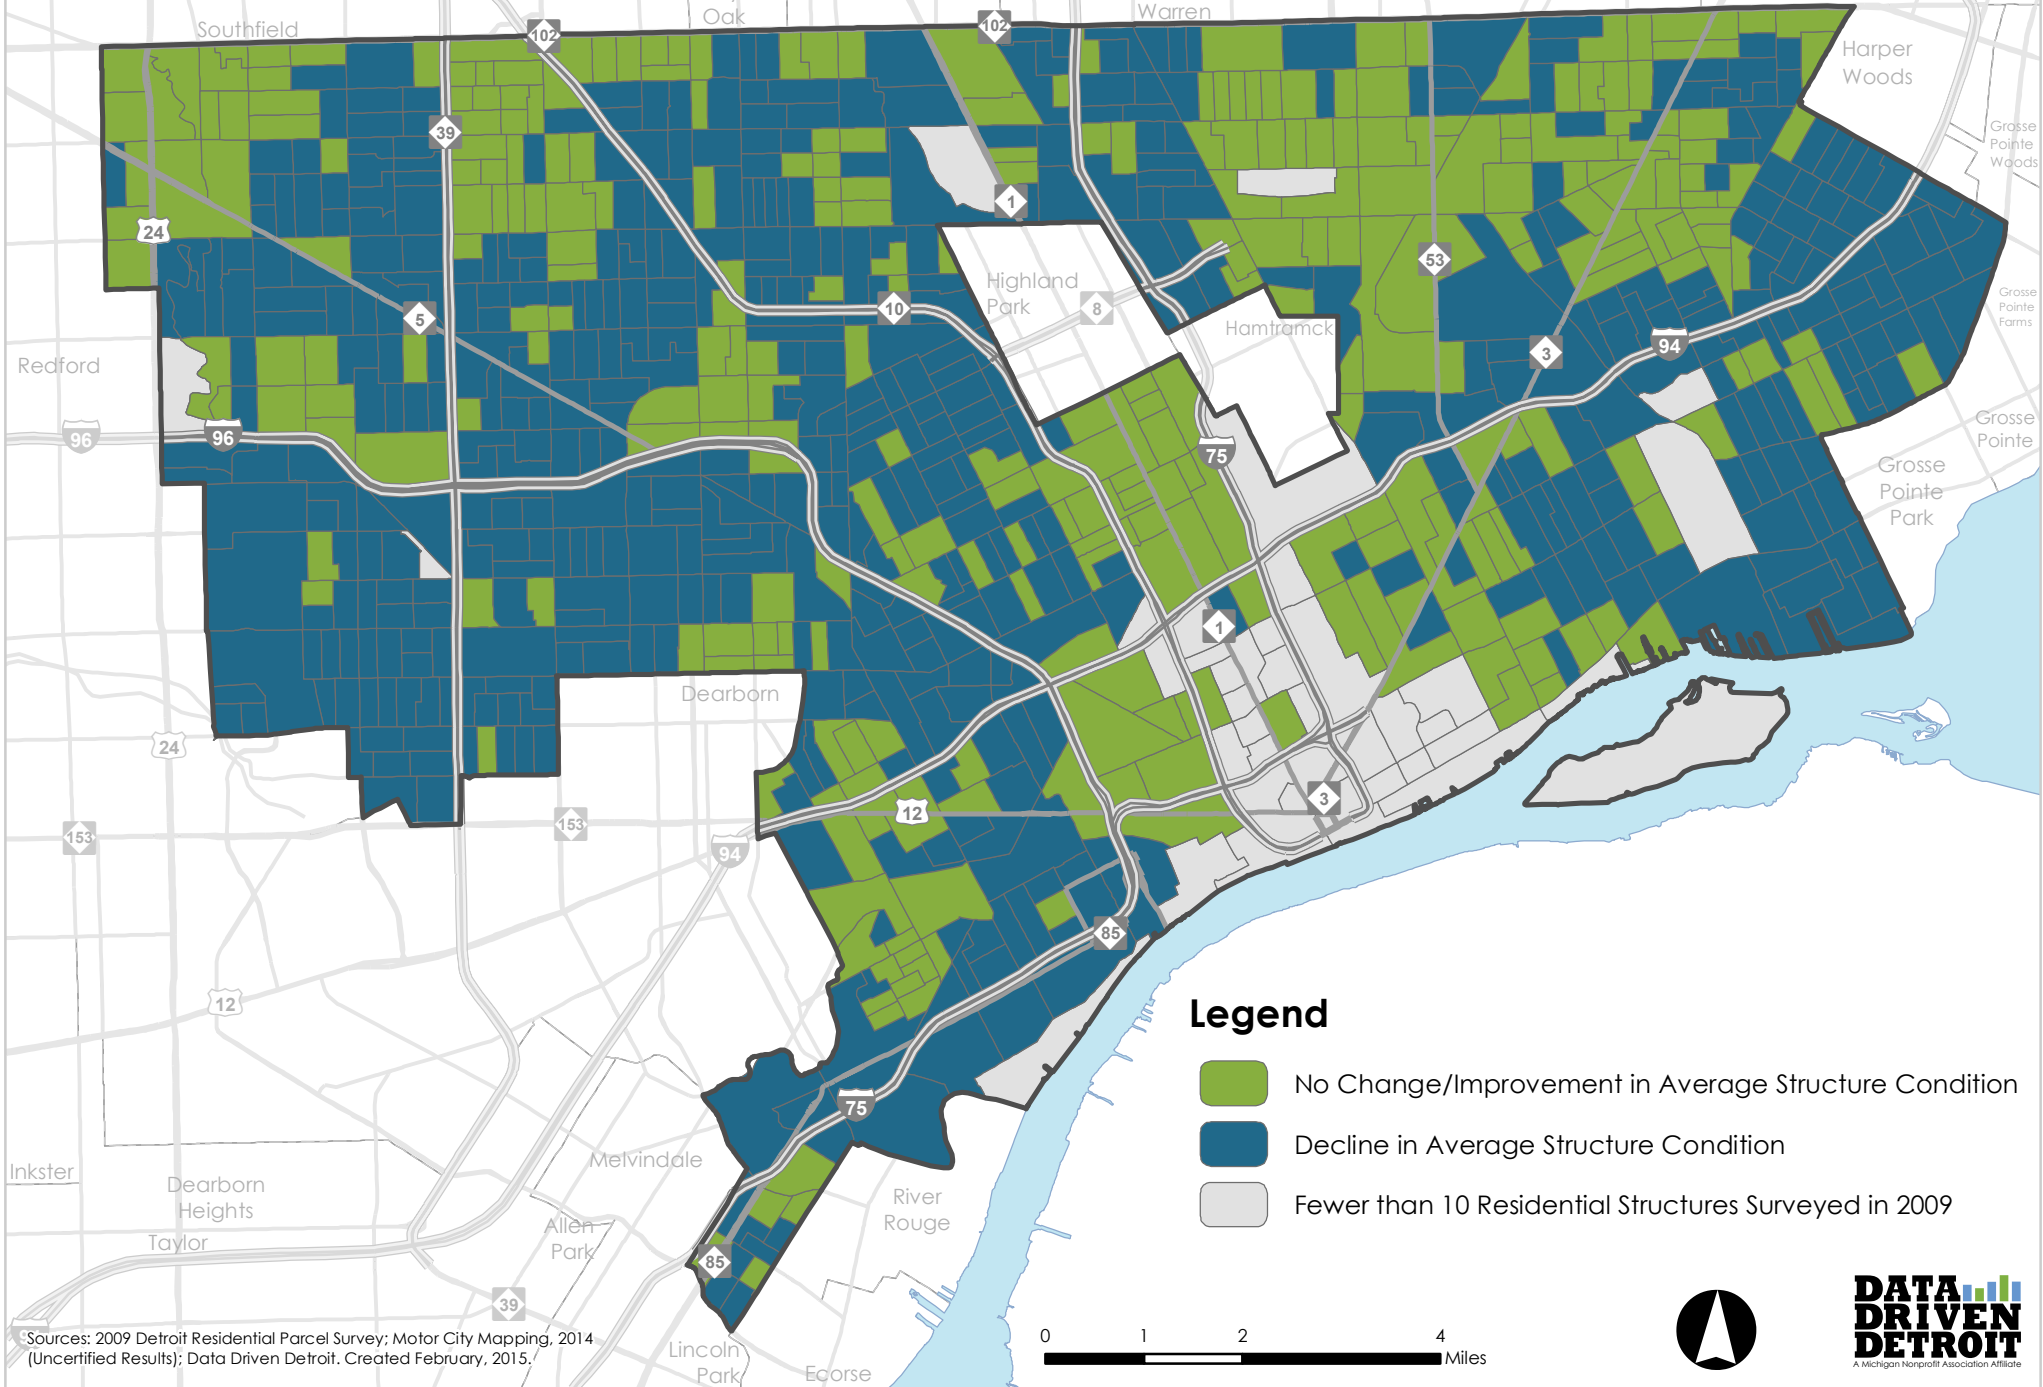 Southfield
Oak
Warren
102
102
Harper
Woods
39
Grosse
Pointe
Woods
1
24
53
Highland
Park
8
10
5
Hamtramck
Grosse
Pointe
Farms
3
94
Redford
96
96
75
Grosse
Pointe
Grosse
Pointe
Park
1
Dearborn
24
12
3
153
153
94
85
12
Legend
No Change/Improvement in Average Structure Condition
75
Decline in Average Structure Condition
Melvindale
Inkster
Dearborn
Heights
River
Rouge
Fewer than 10 Residential Structures Surveyed in 2009
Allen
Park
Taylor
85
39
DATA
DRIVEN
DETROIT
A Michigan Nonprofit Association Affiliate
Sources: 2009 Detroit Residential Parcel Survey; Motor City Mapping, 2014
(Uncertified Results); Data Driven Detroit. Created February, 2015.
0 1 2 4
Miles
Lincoln
Park
Ecorse